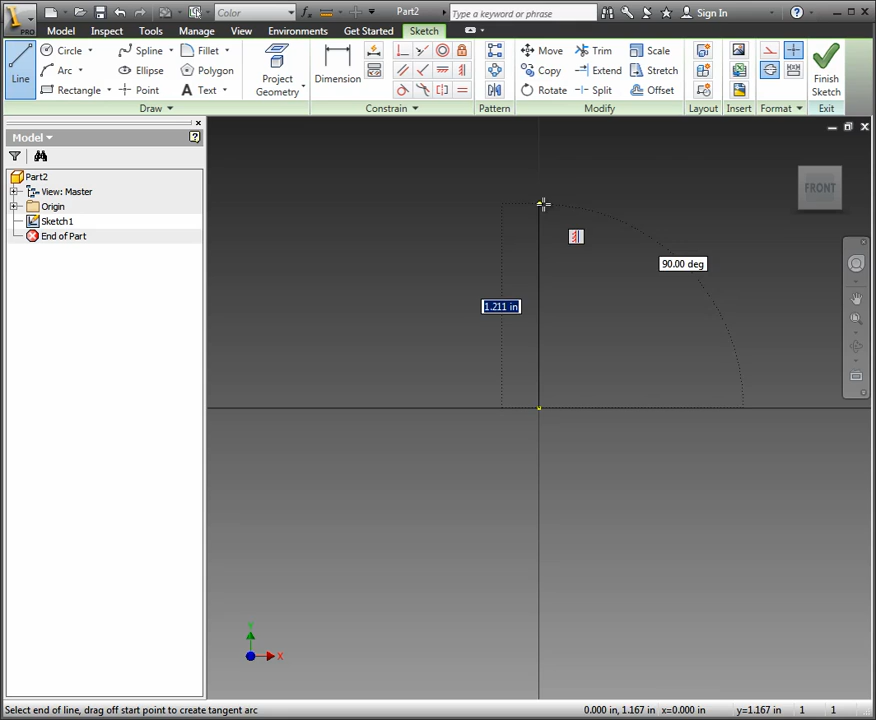 Color
Part2
Type a keyword or phrase
Sign In
PRO
Model
Inspect
Tools
Manage
View
Environments
Get Started
Sketch
Line
Circle
Arc
Rectangle
Spline
Ellipse
Point
Fillet
Polygon
Text
Project
Geometry
Dimension
Move
Copy
Rotate
Trim
Extend
Split
Scale
Stretch
Offset
Finish
Sketch
Draw
Constrain
Pattern
Modify
Layout
Insert
Format
Exit
Model
Part2
View: Master
Origin
Sketch1
End of Part
FRONT
90.00 deg
1.211 in
Y
X
Select end of line, drag off start point to create tangent arc
0.000 in, 1.167 in x=0.000 in y=1.167 in 1 1